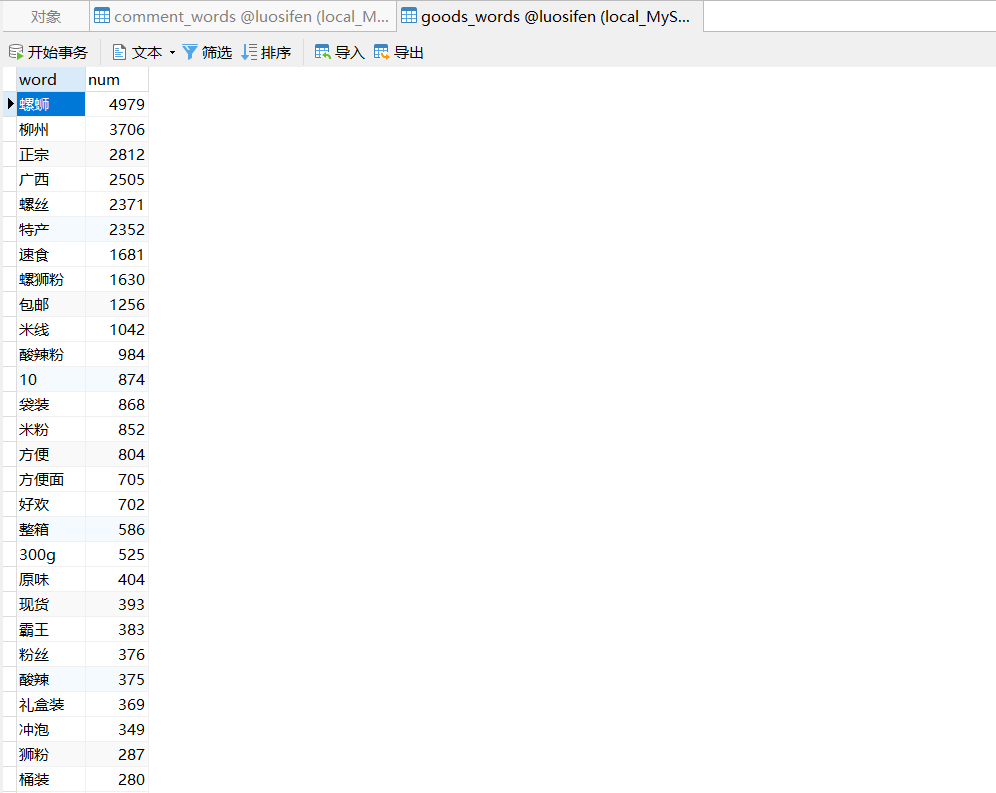 对象 comment_words @luosifen (local_M... goods_words @luosifen (local_MyS...
开始事务 文本 筛选 排序 导入 导出
word num
螺蛳 4979
柳州 3706
正宗 2812
广西 2505
螺丝 2371
特产 2352
速食 1681
螺狮粉 1630
包邮 1256
米线 1042
酸辣粉 984
10 874
袋装 868
米粉 852
方便 804
方便面 705
好欢 702
整箱 586
300g 525
原味 404
现货 393
霸王 383
粉丝 376
酸辣 375
礼盒装 369
冲泡 349
狮粉 287
桶装 280